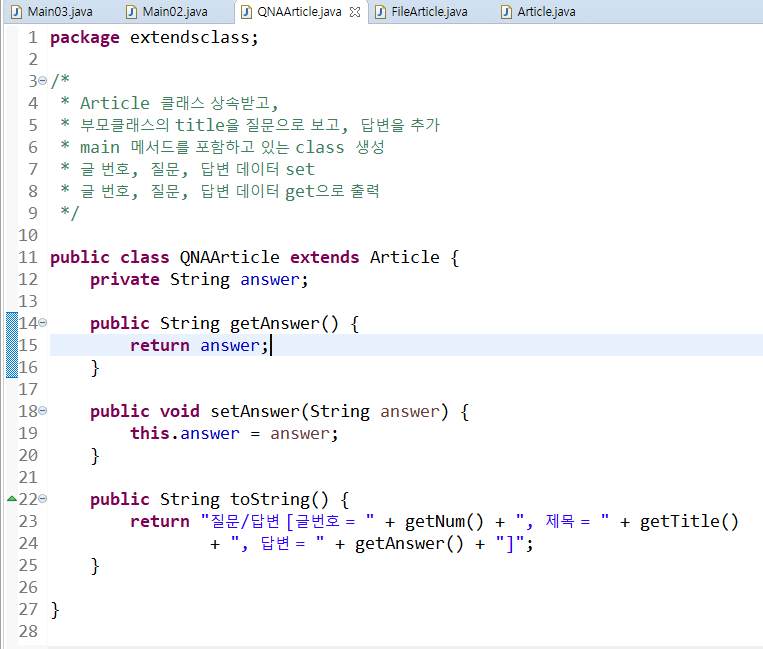 Main03.java Main02.java QNAArticle.java FileArticle.java Article.java
1 package extendsclass;
2
3 /*
4 * Article 클래스 상속받고,
5 * 부모클래스의 title을 질문으로 보고, 답변을 추가
6 * main 메서드를 포함하고 있는 class 생성
7 * 글 번호, 질문, 답변 데이터 set
8 * 글 번호, 질문, 답변 데이터 get으로 출력
9 */
10
11 public class QNAArticle extends Article {
12 private String answer;
13
14 public String getAnswer() {
15 return answer;
16 }
17
18 public void setAnswer(String answer) {
19 this.answer = answer;
20 }
21
22 public String toString() {
23 return "질문/답변 [글번호 = " + getNum() + ", 제목 = " + getTitle()
24 + ", 답변 = " + getAnswer() + "]";
25 }
26
27 }
28